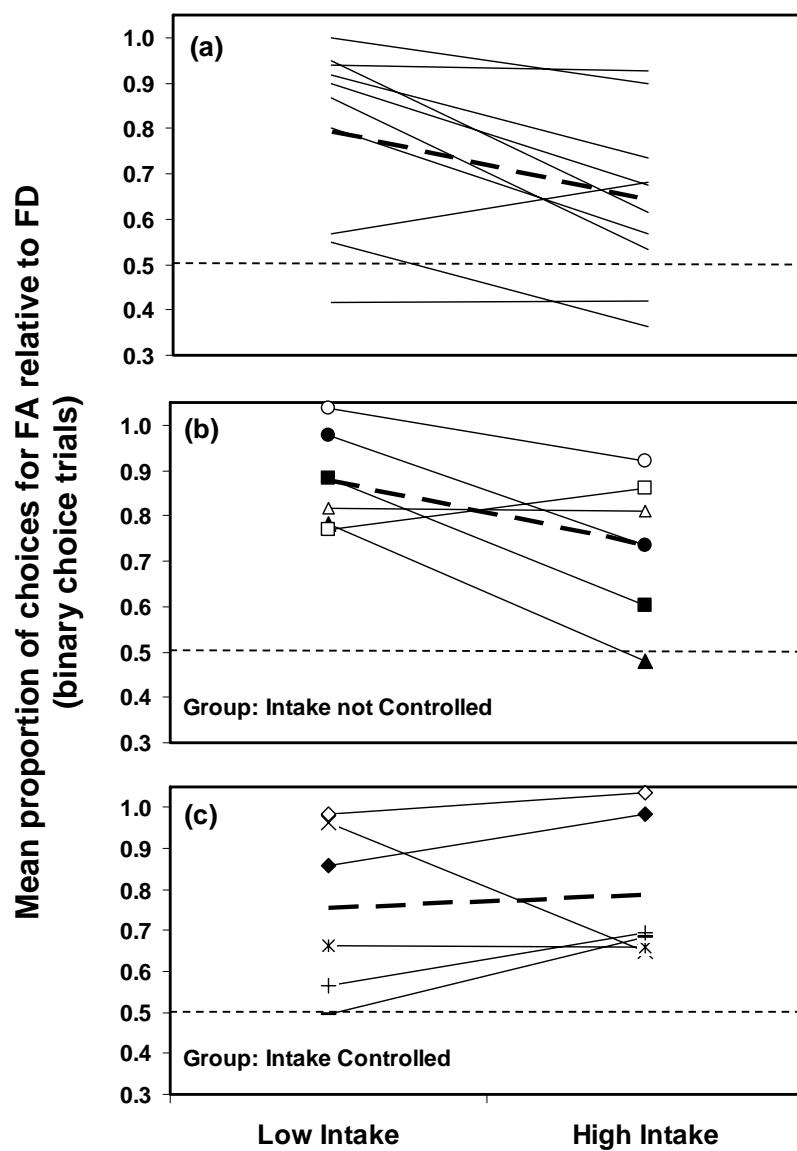 Mean proportion of choices for FA relative to FD
(binary choice trials)
(a)
1.0
0.9
0.8
0.7
0.6
0.5
0.4
0.3
(b)
1.0
0.9
0.8
0.7
0.6
0.5
0.4
0.3
Group: Intake not Controlled
(c)
1.0
0.9
0.8
0.7
0.6
0.5
0.4
0.3
Group: Intake Controlled
Low Intake
High Intake